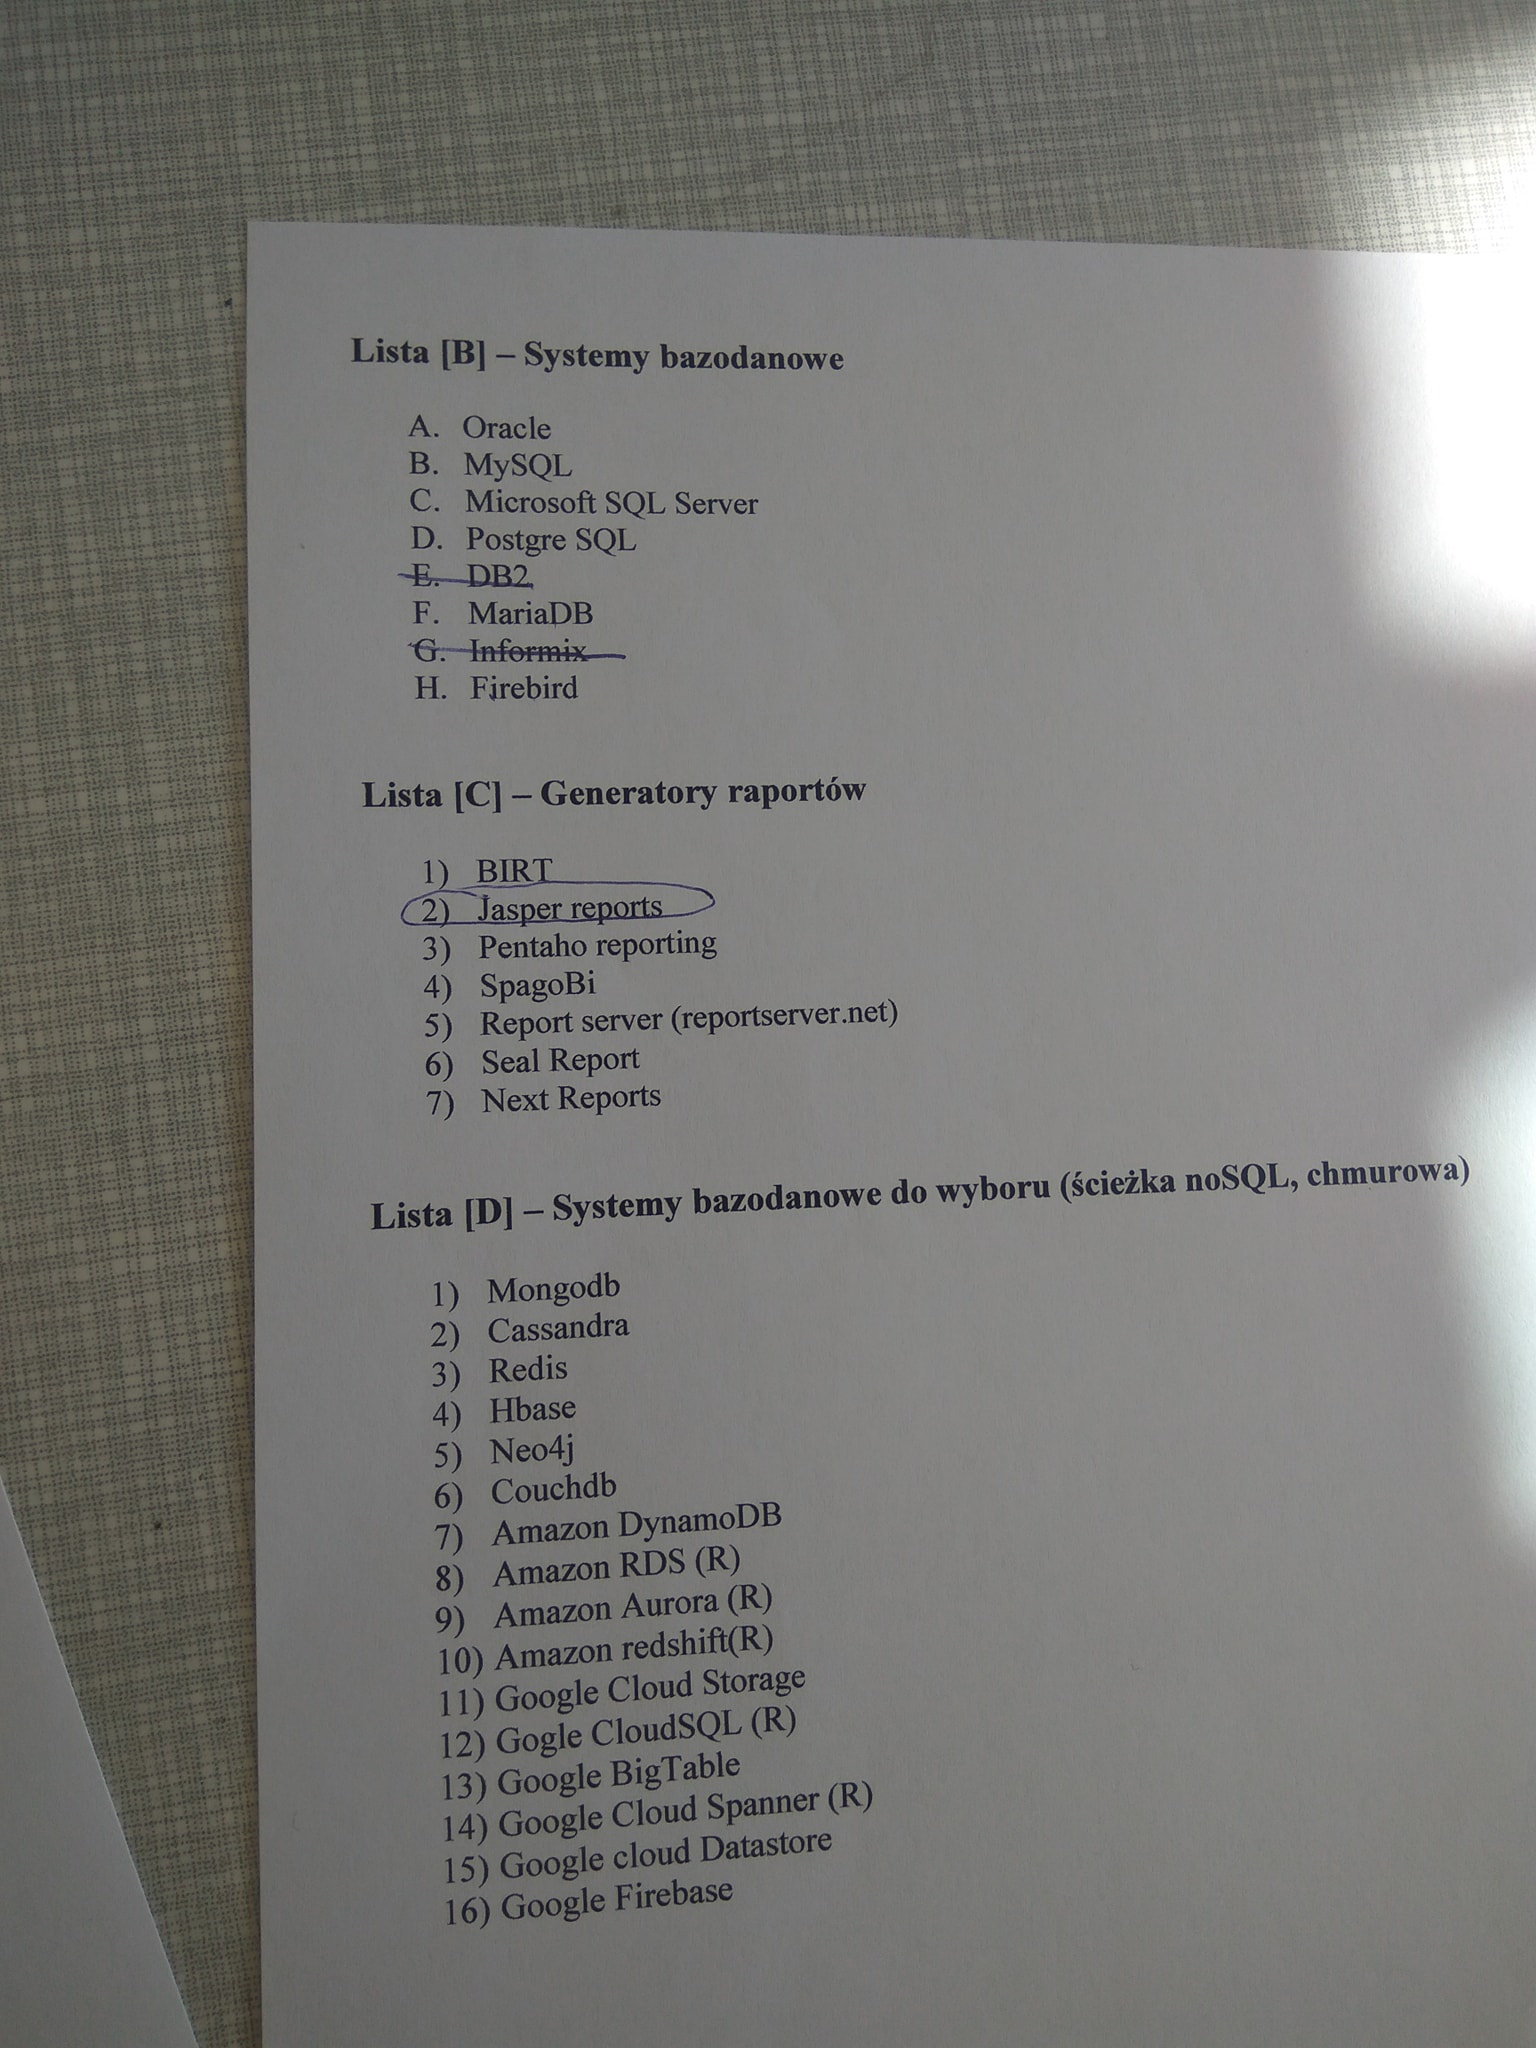 Lista [B] – Systemy bazodanowe
A. Oracle
B. MySQL
C. Microsoft SQL Server
D. Postgre SQL
E. DB2
F. MariaDB
G. Informix
H. Firebird
Lista [C] – Generatory raportów
1) BIRT
2) Jasper reports
3) Pentaho reporting
4) SpagoBi
5) Report server (reportserver.net)
6) Seal Report
7) Next Reports
Lista [D] – Systemy bazodanowe do wyboru (ścieżka noSQL, chmurowa)
1) Mongodb
2) Cassandra
3) Redis
4) Hbase
5) Neo4j
6) Couchdb
7) Amazon DynamoDB
8) Amazon RDS (R)
9) Amazon Aurora (R)
10) Amazon redshift(R)
11) Google Cloud Storage
12) Gogle CloudSQL (R)
13) Google BigTable
14) Google Cloud Spanner (R)
15) Google cloud Datastore
16) Google Firebase